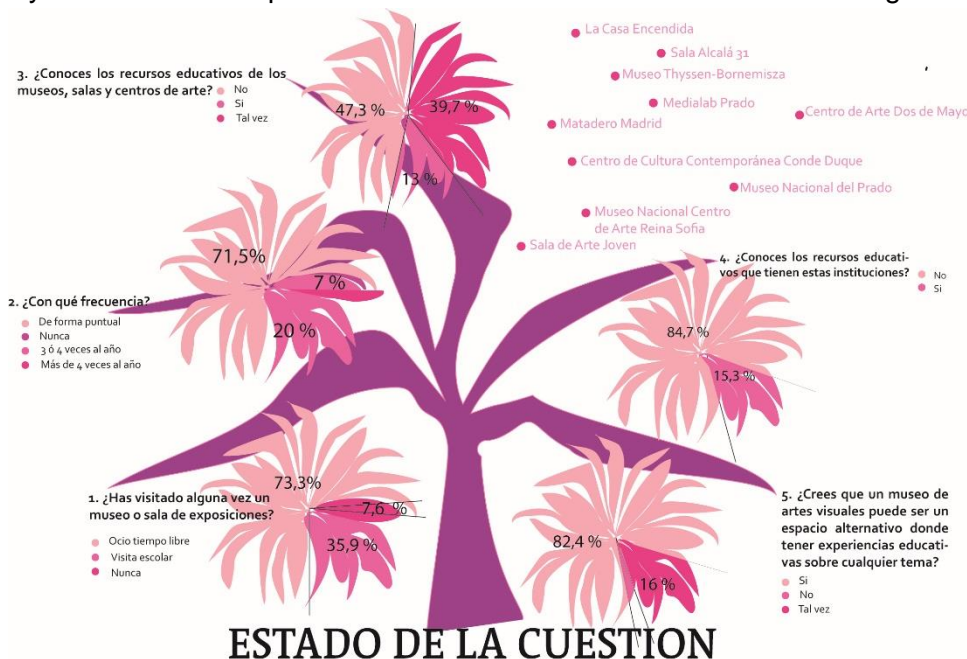 3. ¿Conoces los recursos educativos de los
museos, salas y centros de arte?
No
Si
Tal vez
47,3 %
39,7 %
13 %
La Casa Encendida
Sala Alcalá 31
Museo Thyssen-Bornemisza
Medialab Prado
Centro de Arte Dos de Mayo
Matadero Madrid
Centro de Cultura Contemporánea Conde Duque
Museo Nacional del Prado
Museo Nacional Centro
de Arte Reina Sofia
Sala de Arte Joven
2. ¿Con qué frecuencia?
De forma puntual
Nunca
3 ó 4 veces al año
Más de 4 veces al año
71,5%
7 %
20 %
4. ¿Conoces los recursos educati-
vos que tienen estas instituciones?
No
Si
84,7 %
15,3 %
1. ¿Has visitado alguna vez un
museo o sala de exposiciones?
Ocio tiempo libre
Visita escolar
Nunca
73,3%
7,6 %
35,9 %
5. ¿Crees que un museo de
artes visuales puede ser un
espacio alternativo donde
tener experiencias educati-
vas sobre cualquier tema?
Si
No
Tal vez
82,4 %
16 %
ESTADO DE LA CUESTION